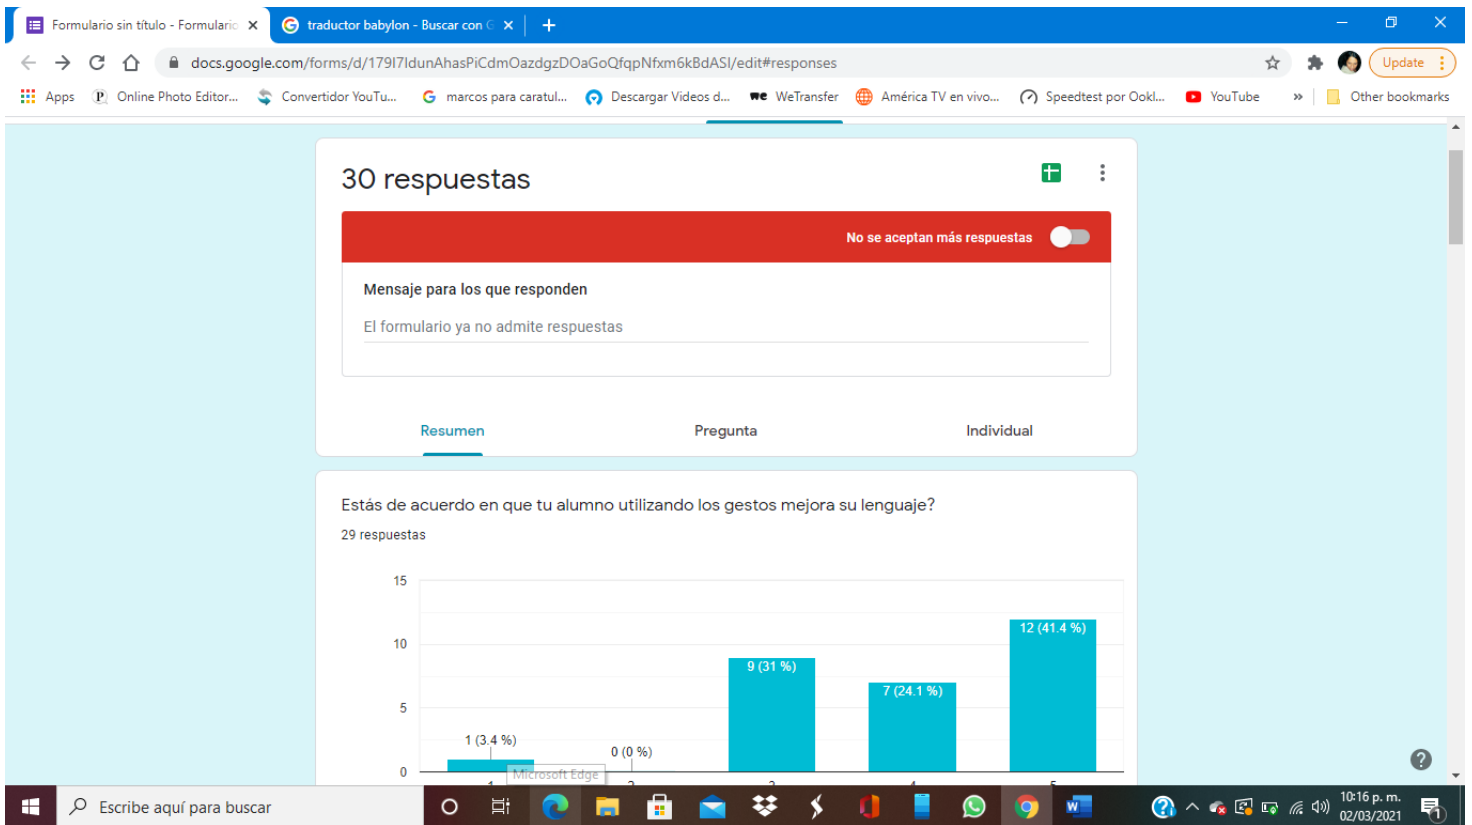 Formulario sin título - Formulario
traductor babylon - Buscar con G
docs.google.com/forms/d/179I7IdunAhasPiCdmOazdgzDOaGoQfqpNfxm6kBdASI/edit#responses
Update
Apps
Online Photo Editor...
Convertidor YouTu...
marcos para caratul...
Descargar Videos d...
WeTransfer
América TV en vivo...
Speedtest por Ookl...
YouTube
»
Other bookmarks
30 respuestas
No se aceptan más respuestas
Mensaje para los que responden
El formulario ya no admite respuestas
Resumen
Pregunta
Individual
Estás de acuerdo en que tu alumno utilizando los gestos mejora su lenguaje?
29 respuestas
15
10
5
0
1 (3.4 %)
0 (0 %)
9 (31 %)
7 (24.1 %)
12 (41.4 %)
Microsoft Edge
Escribe aquí para buscar
10:16 p. m.
02/03/2021